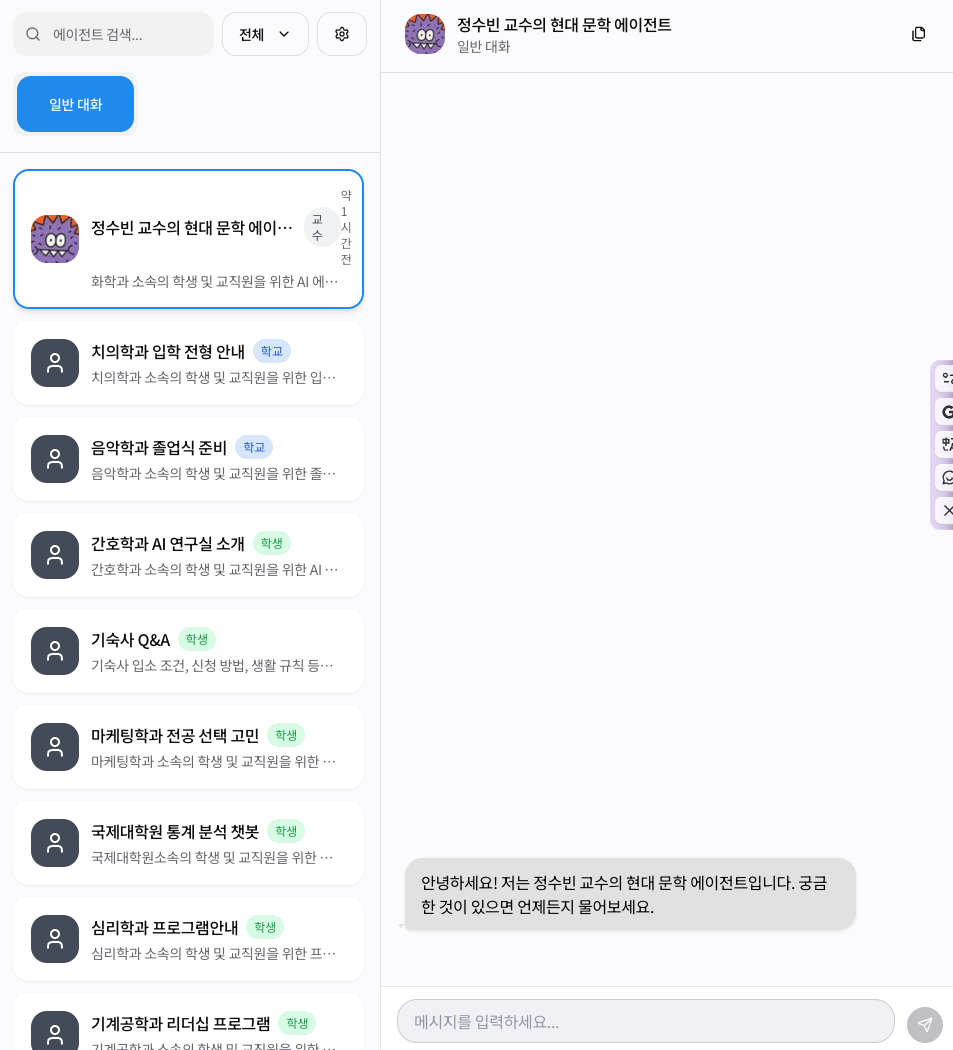 에이전트 검색...
전체
일반 대화
정수빈 교수의 현대 문학 에이…
교
수
약
1
시
간
전
화학과 소속의 학생 및 교직원을 위한 AI 에…
치의학과 입학 전형 안내
학교
치의학과 소속의 학생 및 교직원을 위한 입…
음악학과 졸업식 준비
학교
음악학과 소속의 학생 및 교직원을 위한 졸…
간호학과 AI 연구실 소개
학생
간호학과 소속의 학생 및 교직원을 위한 AI …
기숙사 Q&A
학생
기숙사 입소 조건, 신청 방법, 생활 규칙 등…
마케팅학과 전공 선택 고민
학생
마케팅학과 소속의 학생 및 교직원을 위한 …
국제대학원 통계 분석 챗봇
학생
국제대학원소속의 학생 및 교직원을 위한 …
심리학과 프로그램안내
학생
심리학과 소속의 학생 및 교직원을 위한 프…
기계공학과 리더십 프로그램
학생
기계공학과 소속의 학생 및 교직원을 위한 …
정수빈 교수의 현대 문학 에이전트
일반 대화
안녕하세요! 저는 정수빈 교수의 현대 문학 에이전트입니다. 궁금
한 것이 있으면 언제든지 물어보세요.
메시지를 입력하세요...